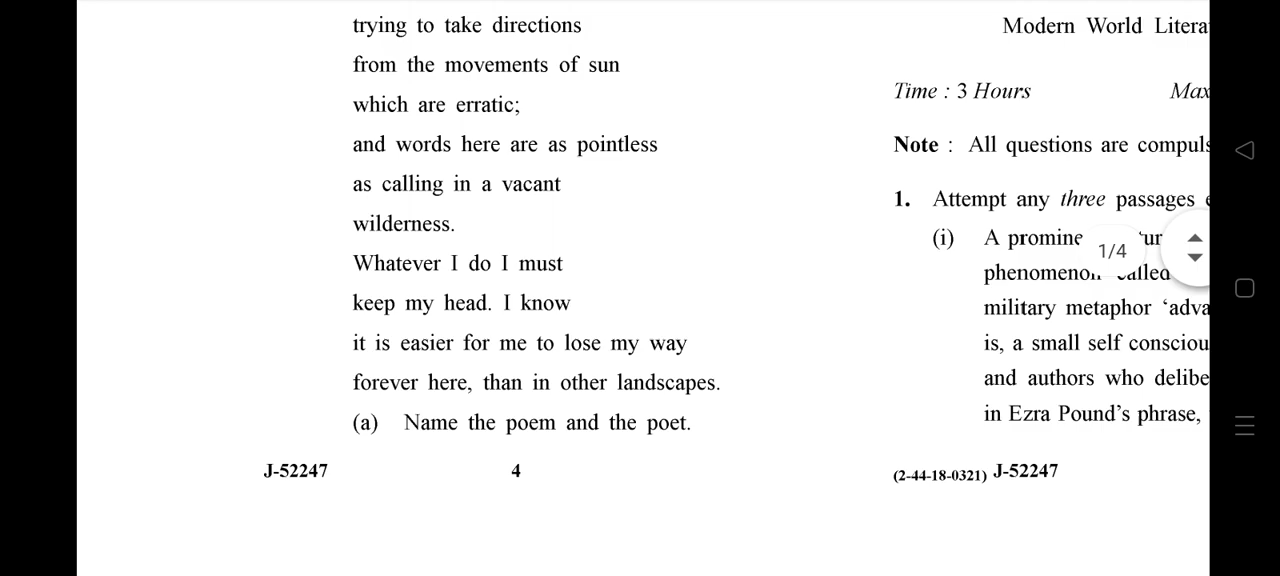 trying to take directions
from the movements of sun
which are erratic;
and words here are as pointless
as calling in a vacant
wilderness.
Whatever I do I must
keep my head. I know
it is easier for me to lose my way
forever here, than in other landscapes.
(a) Name the poem and the poet.
J-52247 4
Modern World Litera
Time : 3 Hours Max
Note : All questions are compuls
1. Attempt any three passages
(i) A promine
phenomenon called
military metaphor ‘adva
is, a small self consciou
and authors who delibe
in Ezra Pound’s phrase,
(2-44-18-0321) J-52247
1/4